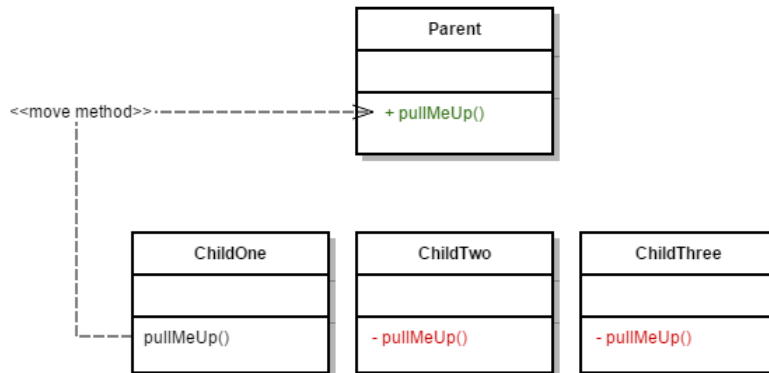 Parent
<<move method>>
+ pullMeUp()
ChildOne
ChildTwo
ChildThree
pullMeUp()
- pullMeUp()
- pullMeUp()